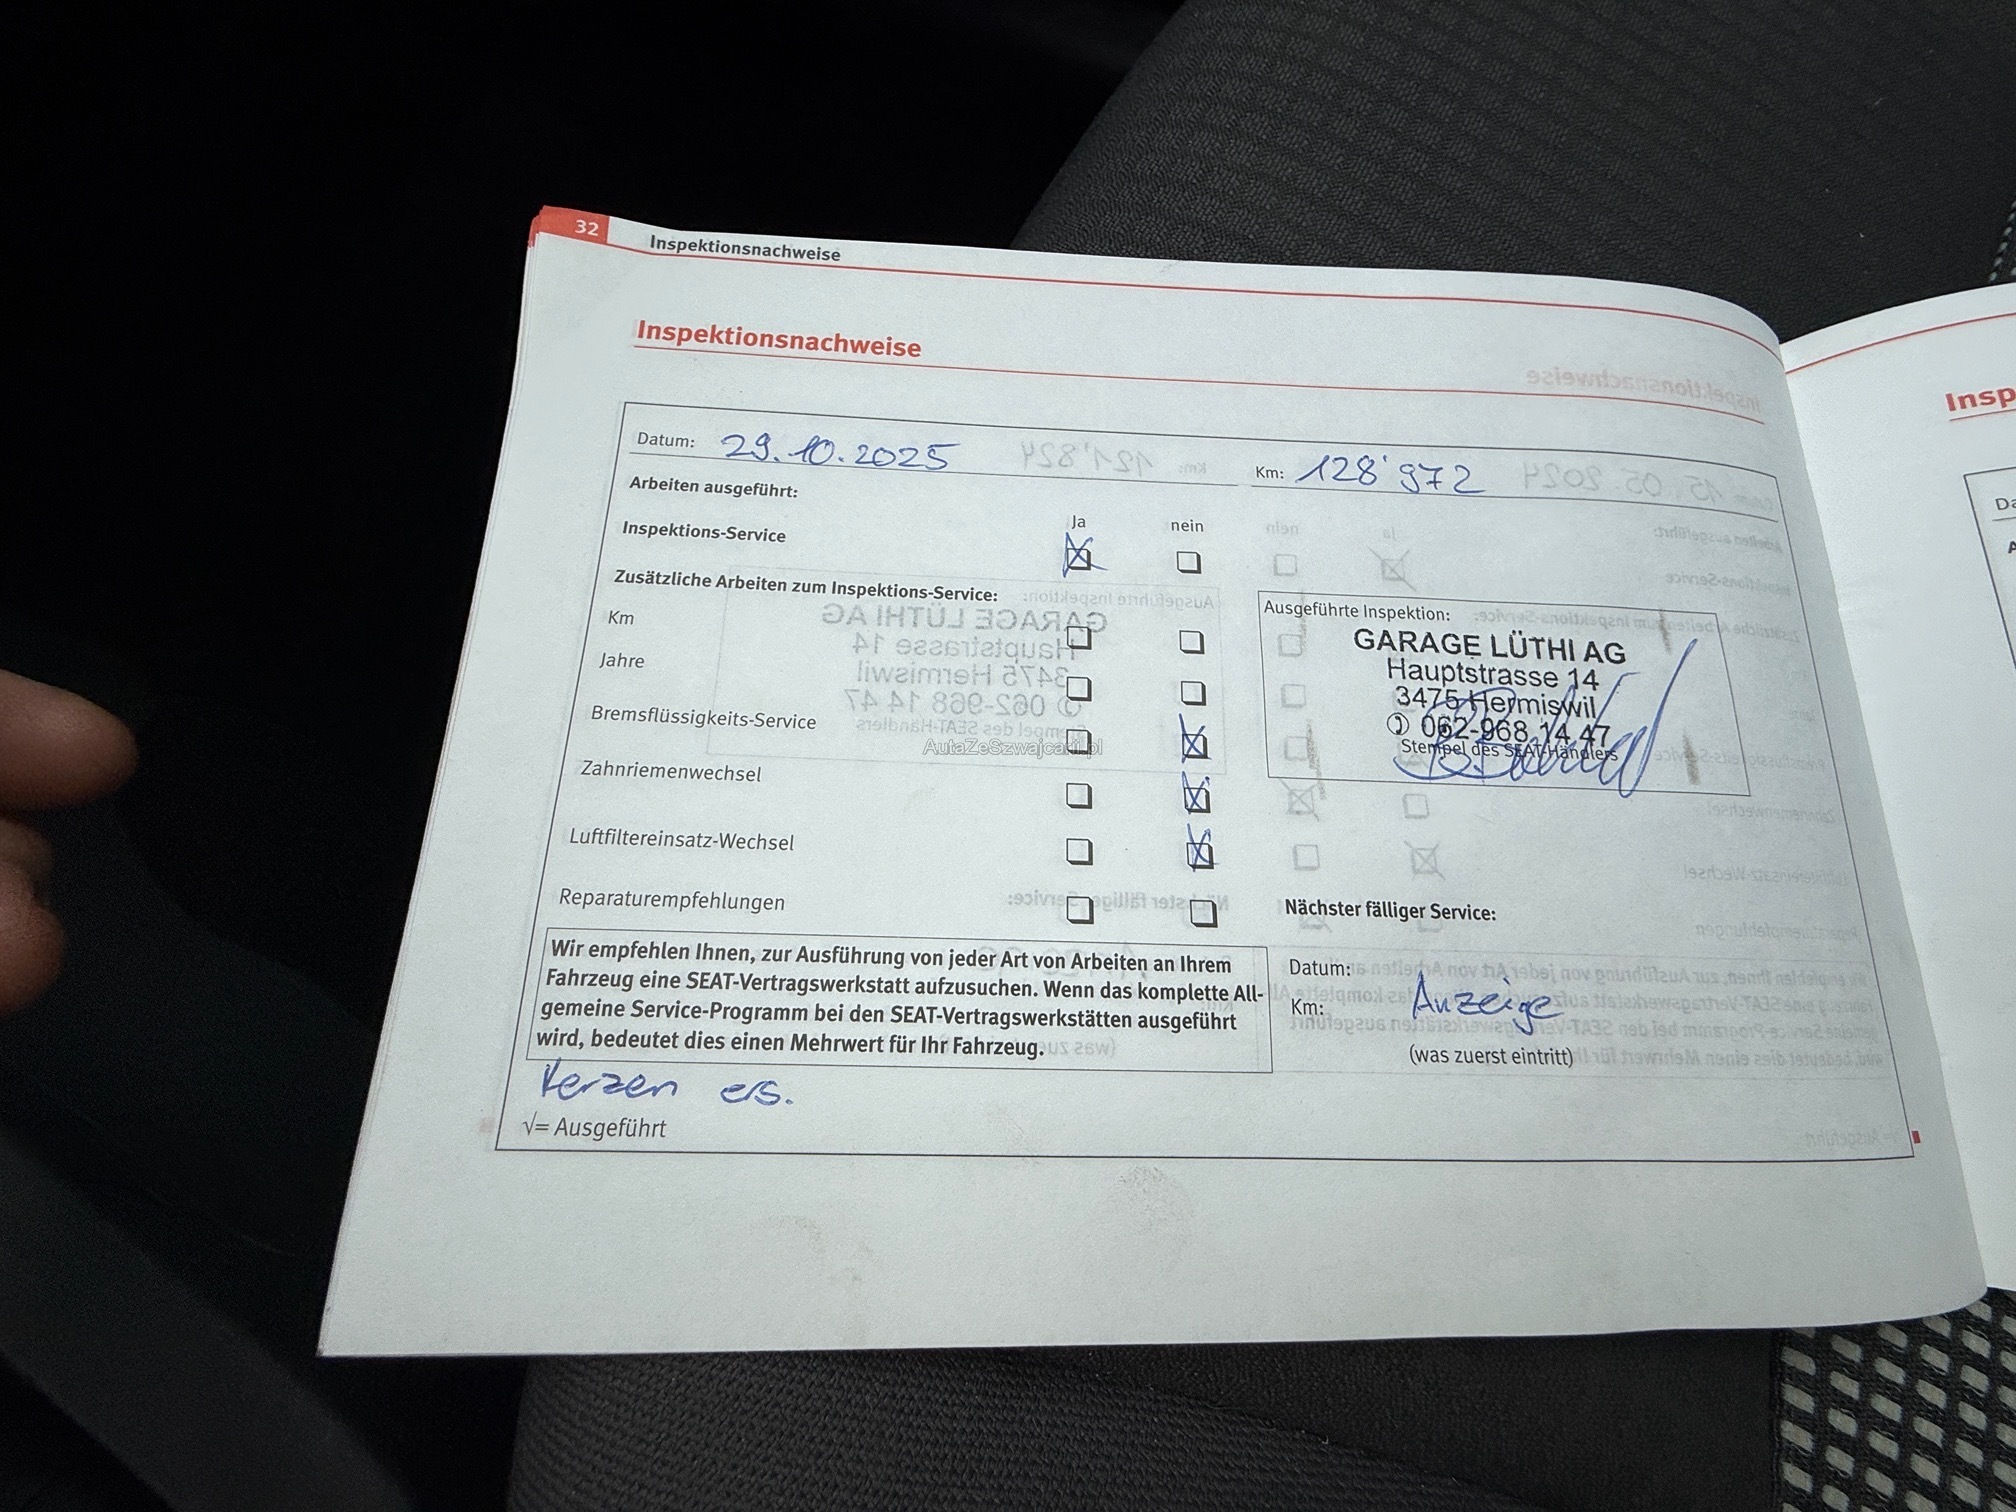 32 Inspektionsnachweise
Inspektionsnachweise
Datum: 29.10.2025 Km: 128'972
Arbeiten ausgeführt:
Ja nein
Inspektions-Service
Zusätzliche Arbeiten zum Inspektions-Service:
Km
Jahre
Bremsflüssigkeits-Service
Zahnriemenwechsel
Luftfiltereinsatz-Wechsel
Reparaturempfehlungen
Ausgeführte Inspektion:
GARAGE LÜTHI AG
Hauptstrasse 14
3475 Hermiswil
✆ 062-968 14 47
Stempel des SEAT-Händlers
AutaZeSzwajcarii.pl
Nächster fälliger Service:
Datum:
Km: Anzeige
(was zuerst eintritt)
Wir empfehlen Ihnen, zur Ausführung von jeder Art von Arbeiten an Ihrem
Fahrzeug eine SEAT-Vertragswerkstatt aufzusuchen. Wenn das komplette All-
gemeine Service-Programm bei den SEAT-Vertragswerkstätten ausgeführt
wird, bedeutet dies einen Mehrwert für Ihr Fahrzeug.
Kerzen ers.
√= Ausgeführt
Insp
Da
A